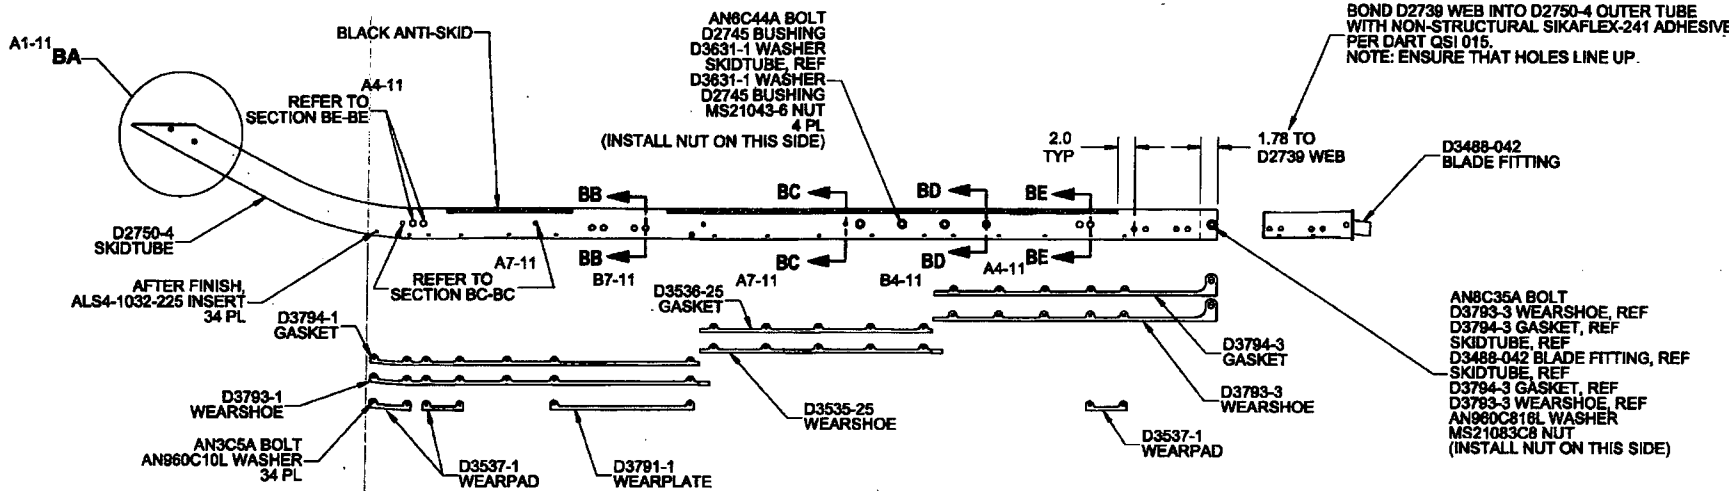 A1-11
BA
BLACK ANTI-SKID
A4-11
REFER TO
SECTION BE-BE
AN6C44A BOLT
D2745 BUSHING
D3631-1 WASHER
SKIDTUBE, REF
D3631-1 WASHER
D2745 BUSHING
MS21043-6 NUT
4 PL
(INSTALL NUT ON THIS SIDE)
BOND D2739 WEB INTO D2750-4 OUTER TUBE
WITH NON-STRUCTURAL SIKAFLEX-241 ADHESIVE
PER DART QSI 015.
NOTE: ENSURE THAT HOLES LINE UP.
2.0
TYP
1.78 TO
D2739 WEB
D3488-042
BLADE FITTING
BB
BC
BD
BE
D2750-4
SKIDTUBE
AFTER FINISH,
ALS4-1032-225 INSERT
34 PL
A7-11
REFER TO
SECTION BC-BC
BB
B7-11
BC
A7-11
BD
B4-11
BE
A4-11
D3794-1
GASKET
D3536-25
GASKET
D3794-3
GASKET
D3793-1
WEARSHOE
D3535-25
WEARSHOE
D3793-3
WEARSHOE
AN3C5A BOLT
AN960C10L WASHER
34 PL
D3537-1
WEARPAD
D3791-1
WEARPLATE
D3537-1
WEARPAD
AN8C35A BOLT
D3793-3 WEARSHOE, REF
D3794-3 GASKET, REF
SKIDTUBE, REF
D3488-042 BLADE FITTING, REF
SKIDTUBE, REF
D3794-3 GASKET, REF
D3793-3 WEARSHOE, REF
AN960C816L WASHER
MS21083C8 NUT
(INSTALL NUT ON THIS SIDE)